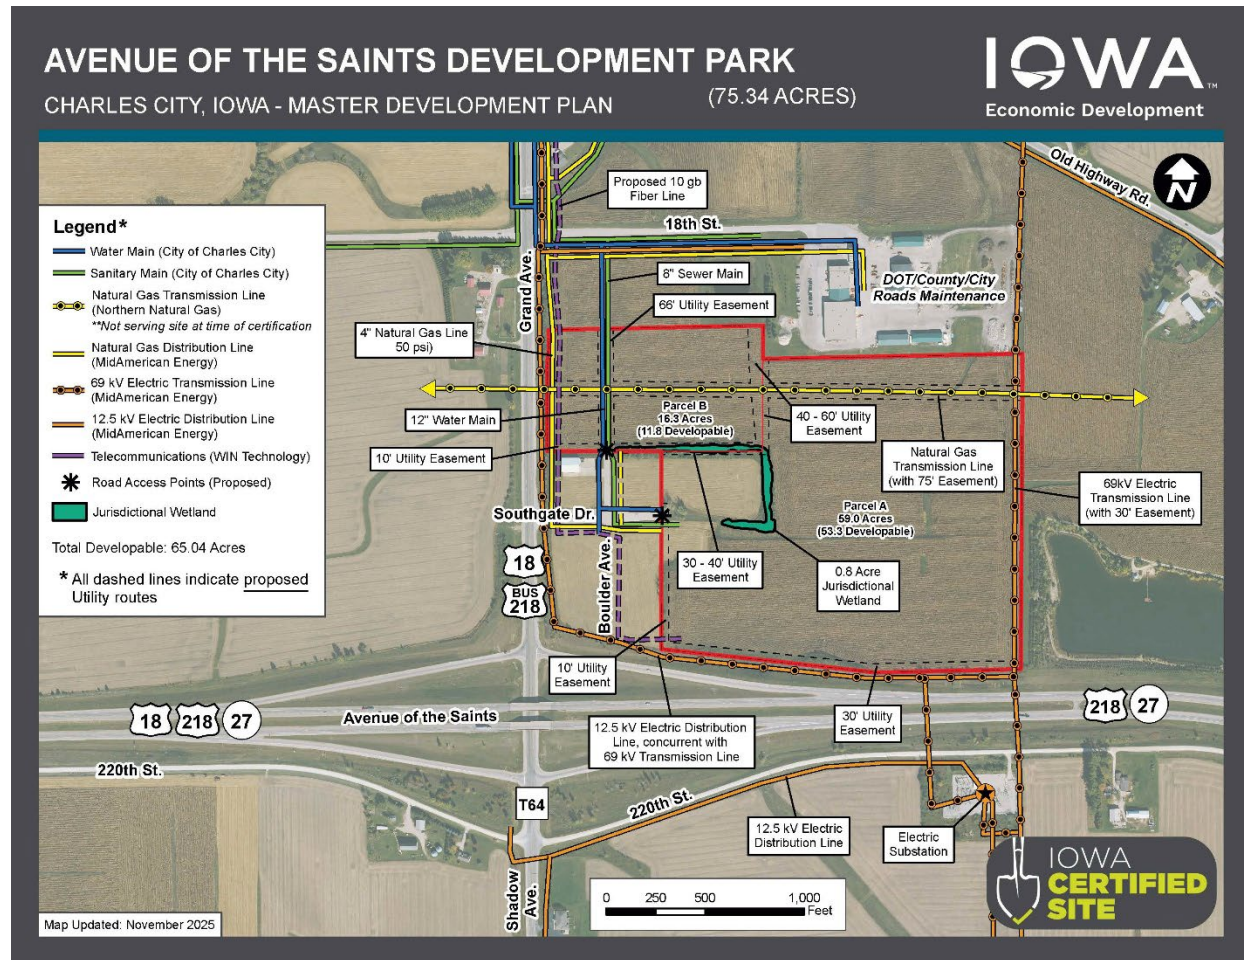 AVENUE OF THE SAINTS DEVELOPMENT PARK
CHARLES CITY, IOWA - MASTER DEVELOPMENT PLAN
(75.34 ACRES)
IOWA™
Economic Development
Old Highway Rd.
N
Proposed 10 gb
Fiber Line
18th St.
Legend*
Water Main (City of Charles City)
Sanitary Main (City of Charles City)
Natural Gas Transmission Line
(Northern Natural Gas)
**Not serving site at time of certification
Natural Gas Distribution Line
(MidAmerican Energy)
69 kV Electric Transmission Line
(MidAmerican Energy)
12.5 kV Electric Distribution Line
(MidAmerican Energy)
Telecommunications (WIN Technology)
Road Access Points (Proposed)
Jurisdictional Wetland
Total Developable: 65.04 Acres
* All dashed lines indicate proposed
Utility routes
Grand Ave.
8" Sewer Main
DOT/County/City
Roads Maintenance
66' Utility Easement
4" Natural Gas Line
50 psi)
12" Water Main
Parcel B
16.3 Acres
(11.8 Developable)
40 - 60' Utility
Easement
10' Utility Easement
Natural Gas
Transmission Line
(with 75' Easement)
69kV Electric
Transmission Line
(with 30' Easement)
Southgate Dr.
Parcel A
59.0 Acres
(53.3 Developable)
18
BUS
218
Boulder Ave.
30 - 40' Utility
Easement
0.8 Acre
Jurisdictional
Wetland
10' Utility
Easement
18
218
27
Avenue of the Saints
12.5 kV Electric Distribution
Line, concurrent with
69 kV Transmission Line
30' Utility
Easement
218
27
220th St.
T64
220th St.
12.5 kV Electric
Distribution Line
Electric
Substation
Shadow
Ave.
0 250 500 1,000
Feet
IOWA
CERTIFIED
SITE
Map Updated: November 2025